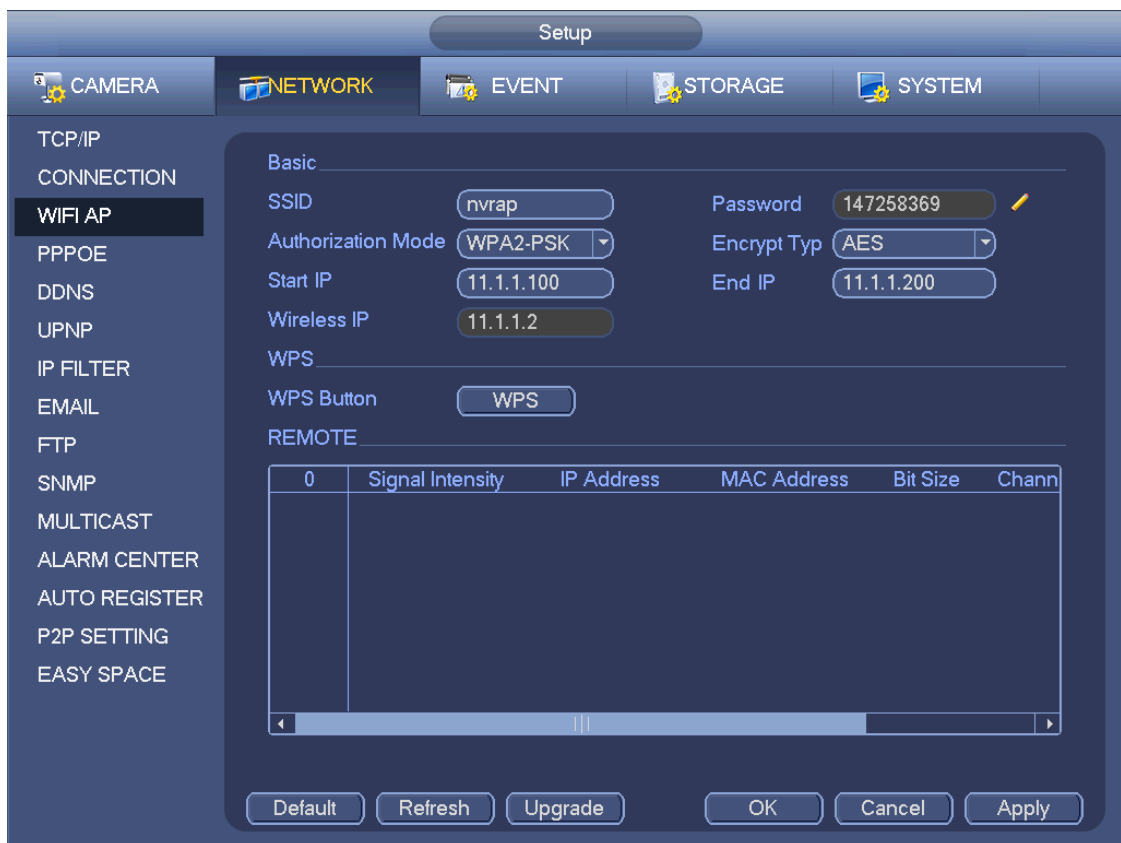 Setup
CAMERA NETWORK EVENT STORAGE SYSTEM
TCP/IP
CONNECTION
WIFI AP
PPPOE
DDNS
UPNP
IP FILTER
EMAIL
FTP
SNMP
MULTICAST
ALARM CENTER
AUTO REGISTER
P2P SETTING
EASY SPACE
Basic
SSID nvrap Password 147258369
Authorization Mode WPA2-PSK Encrypt Typ AES
Start IP 11.1.1.100 End IP 11.1.1.200
Wireless IP 11.1.1.2
WPS
WPS Button WPS
REMOTE
0 Signal Intensity IP Address MAC Address Bit Size Chann
Default Refresh Upgrade OK Cancel Apply